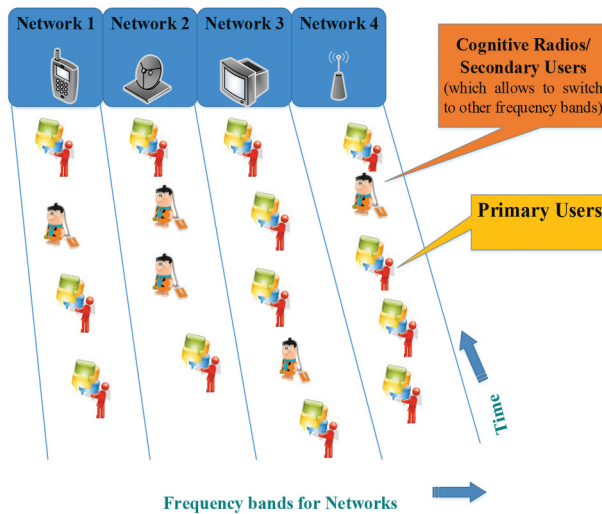 Network 1
Network 2
Network 3
Network 4
Cognitive Radios/
Secondary Users
(which allows to switch
to other frequency bands)
Primary Users
Time
Frequency bands for Networks